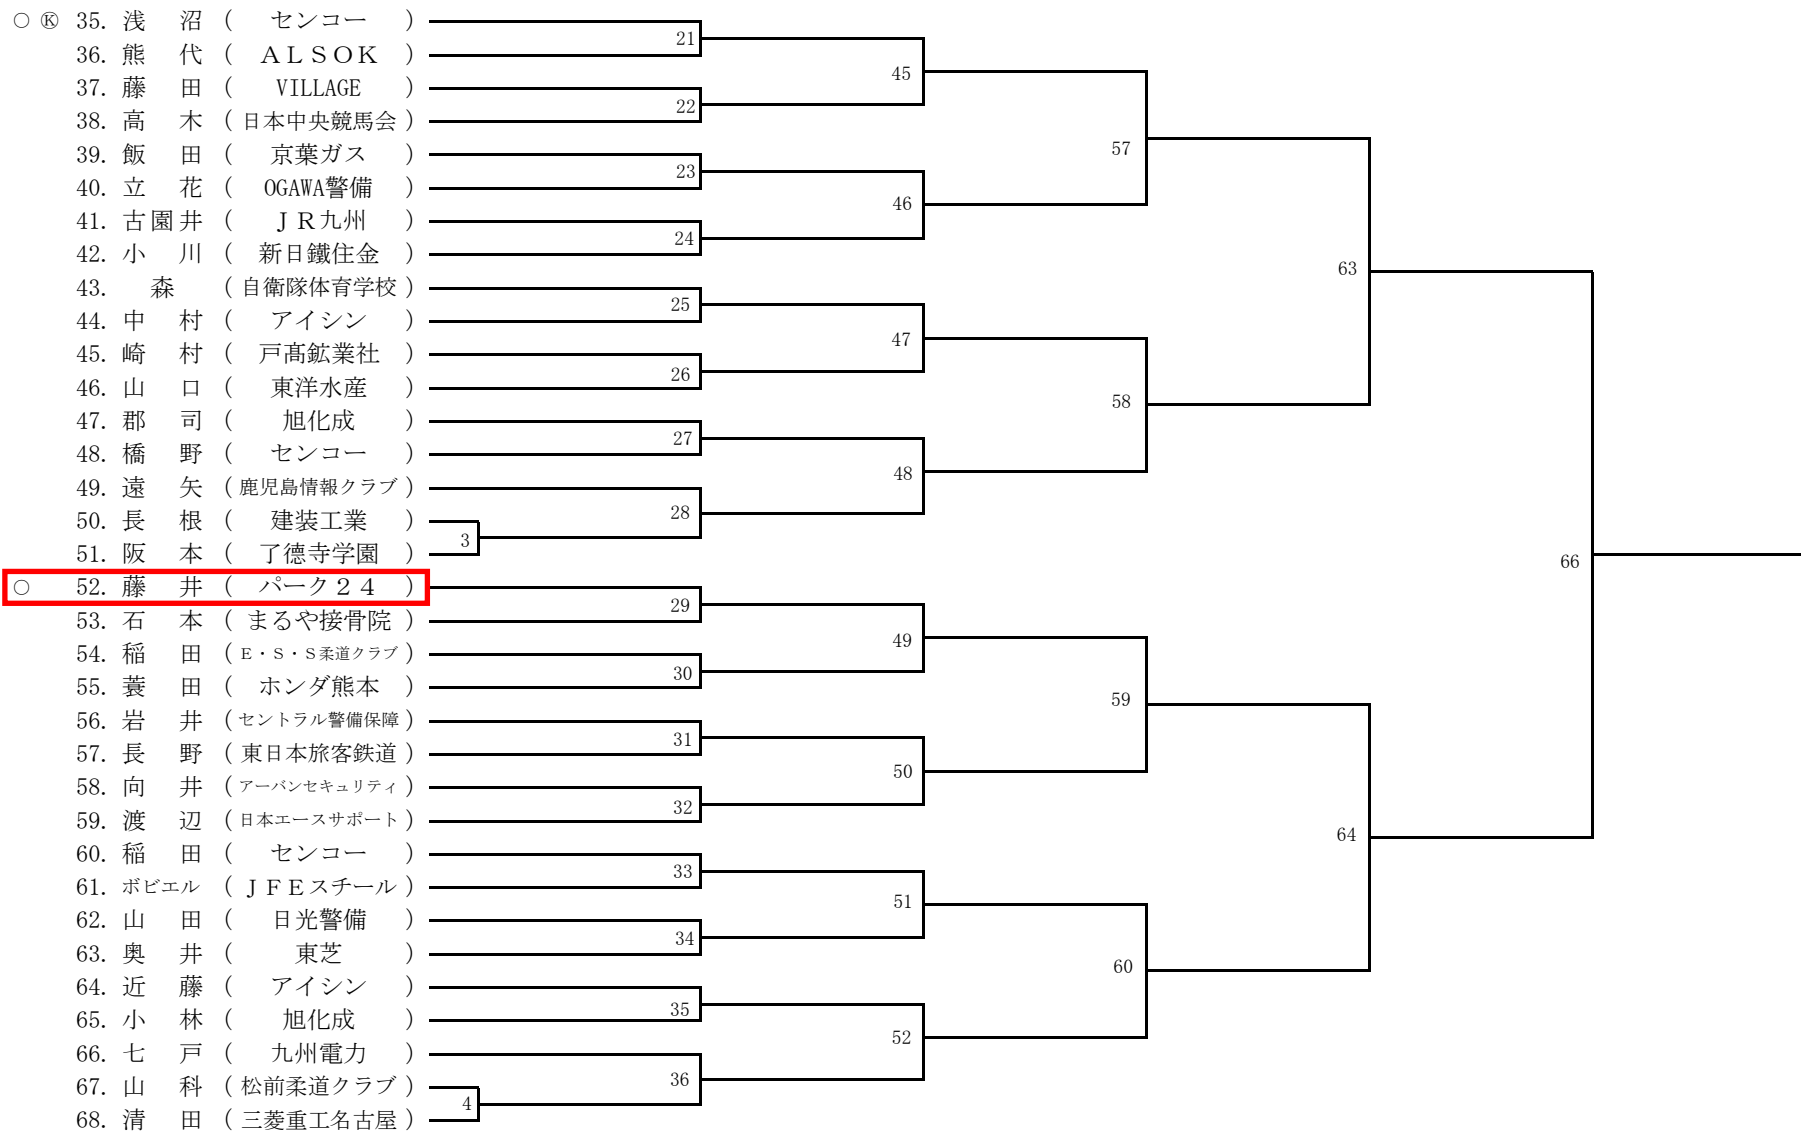 ○ Ⓚ 35. 浅 沼 ( センコー )
36. 熊 代 ( ＡＬＳＯＫ )
37. 藤 田 ( VILLAGE )
38. 高 木 ( 日本中央競馬会 )
39. 飯 田 ( 京葉ガス )
40. 立 花 ( OGAWA警備 )
41. 古園井 ( ＪＲ九州 )
42. 小 川 ( 新日鐵住金 )
43. 森 ( 自衛隊体育学校 )
44. 中 村 ( アイシン )
45. 崎 村 ( 戸髙鉱業社 )
46. 山 口 ( 東洋水産 )
47. 郡 司 ( 旭化成 )
48. 橋 野 ( センコー )
49. 遠 矢 ( 鹿児島情報クラブ )
50. 長 根 ( 建装工業 )
51. 阪 本 ( 了德寺学園 )
○ 52. 藤 井 ( パーク２４ )
53. 石 本 ( まるや接骨院 )
54. 稲 田 ( Ｅ・Ｓ・Ｓ柔道クラブ )
55. 蓑 田 ( ホンダ熊本 )
56. 岩 井 ( セントラル警備保障 )
57. 長 野 ( 東日本旅客鉄道 )
58. 向 井 ( アーバンセキュリティ )
59. 渡 辺 ( 日本エースサポート )
60. 稲 田 ( センコー )
61. ボビエル ( ＪＦＥスチール )
62. 山 田 ( 日光警備 )
63. 奥 井 ( 東芝 )
64. 近 藤 ( アイシン )
65. 小 林 ( 旭化成 )
66. 七 戸 ( 九州電力 )
67. 山 科 ( 松前柔道クラブ )
68. 清 田 ( 三菱重工名古屋 )
3
4
21
22
23
24
25
26
27
28
29
30
31
32
33
34
35
36
45
46
47
48
49
50
51
52
57
58
59
60
63
64
66